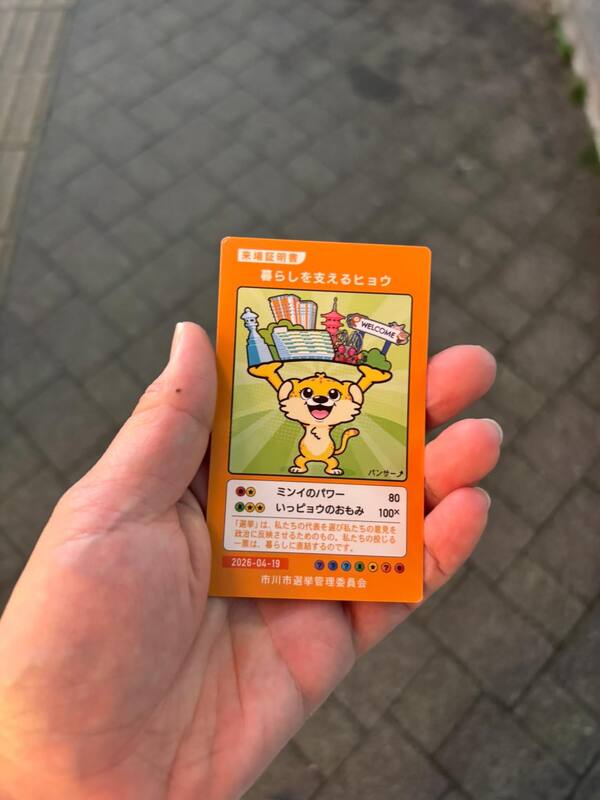 来場証明書
暮らしを支えるヒョウ
WELCOME
パンサー
ミンイのパワー 80
いっピョウのおもみ 100×
「選挙」は、私たちの代表を選び私たちの意見を
政治に反映させるためのもの。私たちの投じる
一票は、暮らしに直結するのです。
2026-04-19
市川市選挙管理委員会